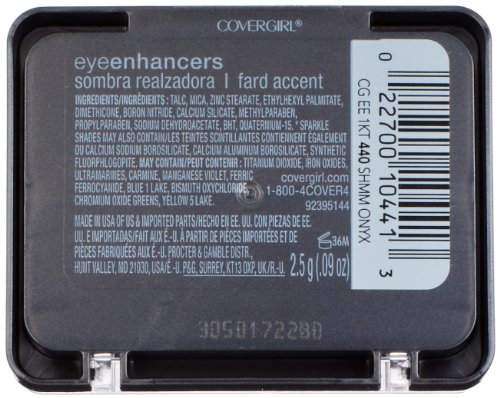 COVERGIRL®
eyeenhancers
sombra realzadora | fard accent
INGREDIENTS/INGRÉDIENTS : TALC, MICA, ZINC STEARATE, ETHYLHEXYL PALMITATE,
DIMETHICONE, BORON NITRIDE, CALCIUM SILICATE, METHYLPARABEN,
PROPYLPARABEN, SODIUM DEHYDROACETATE, BHT, QUATERNIUM-15. *SPARKLE
SHADES MAY ALSO CONTAIN/LES TEINTES SCINTILLANTES CONTIENNENT ÉGALEMENT
DU CALCIUM SODIUM BOROSILICATE, CALCIUM ALUMINUM BOROSILICATE, SYNTHETIC
FLUORPHLOGOPITE. MAY CONTAIN/PEUT CONTENIR : TITANIUM DIOXIDE, IRON OXIDES,
ULTRAMARINES, CARMINE, MANGANESE VIOLET, FERRIC
FERROCYANIDE, BLUE 1 LAKE, BISMUTH OXYCHLORIDE,
CHROMIUM OXIDE GREENS, YELLOW 5 LAKE.
covergirl.com
1-800-4COVER4
92395144
MADE IN USA OF US & IMPORTED PARTS/HECHO EN EE. UU. CON PIEZAS DE EE.
UU. E IMPORTADAS/FAIT AUX É.-U. À PARTIR DE PIÈCES IMPORTÉES ET DE
PIÈCES FABRIQUÉES AUX É.-U. PROCTER & GAMBLE DISTR.,
HUNT VALLEY, MD 21030, USA/É.-U. P&G, SURREY, KT13 0XP, UK/R.-U.
36M
2.5 g (.09 oz)
CG EE 1KT 440 SHMM ONYX
0 22700 10441 3
3050172200